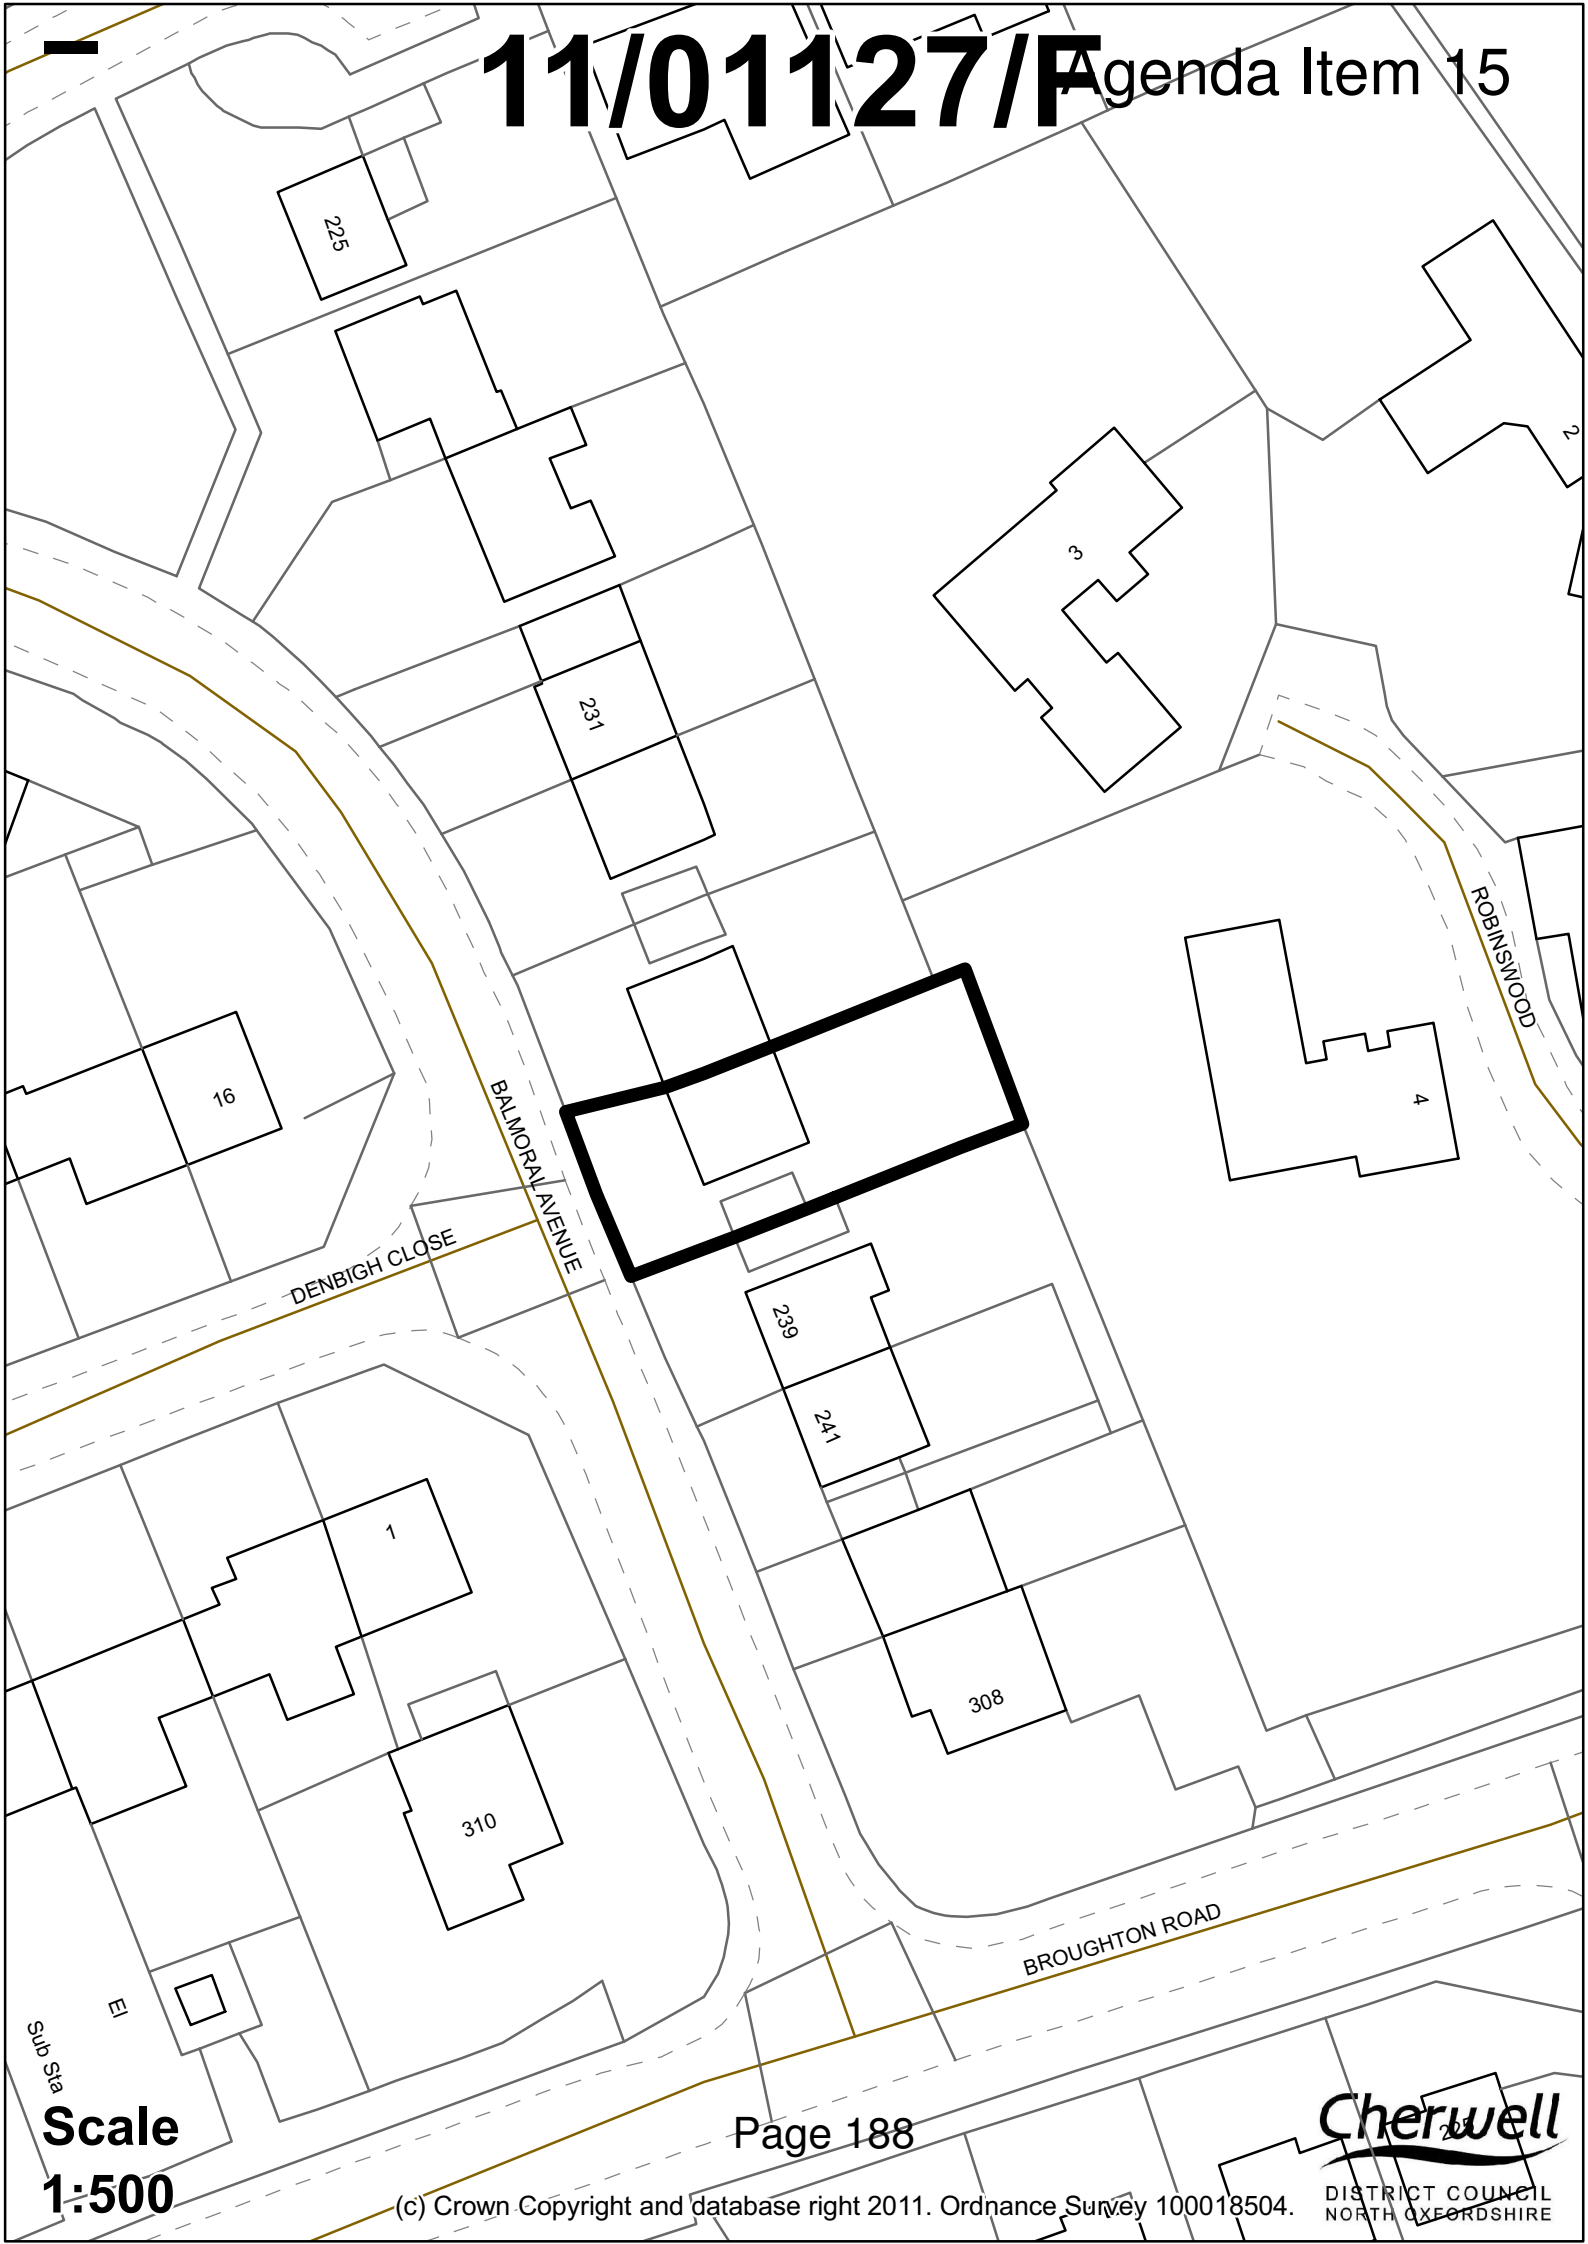 11/01127/F
Agenda Item 15
225
2
3
231
ROBINSWOOD
16
BALMORAL AVENUE
4
DENBIGH CLOSE
239
241
1
308
310
BROUGHTON ROAD
El
Sub Sta
Scale
1:500
Page 188
Cherwell
DISTRICT COUNCIL
NORTH OXFORDSHIRE
(c) Crown Copyright and database right 2011. Ordnance Survey 100018504.